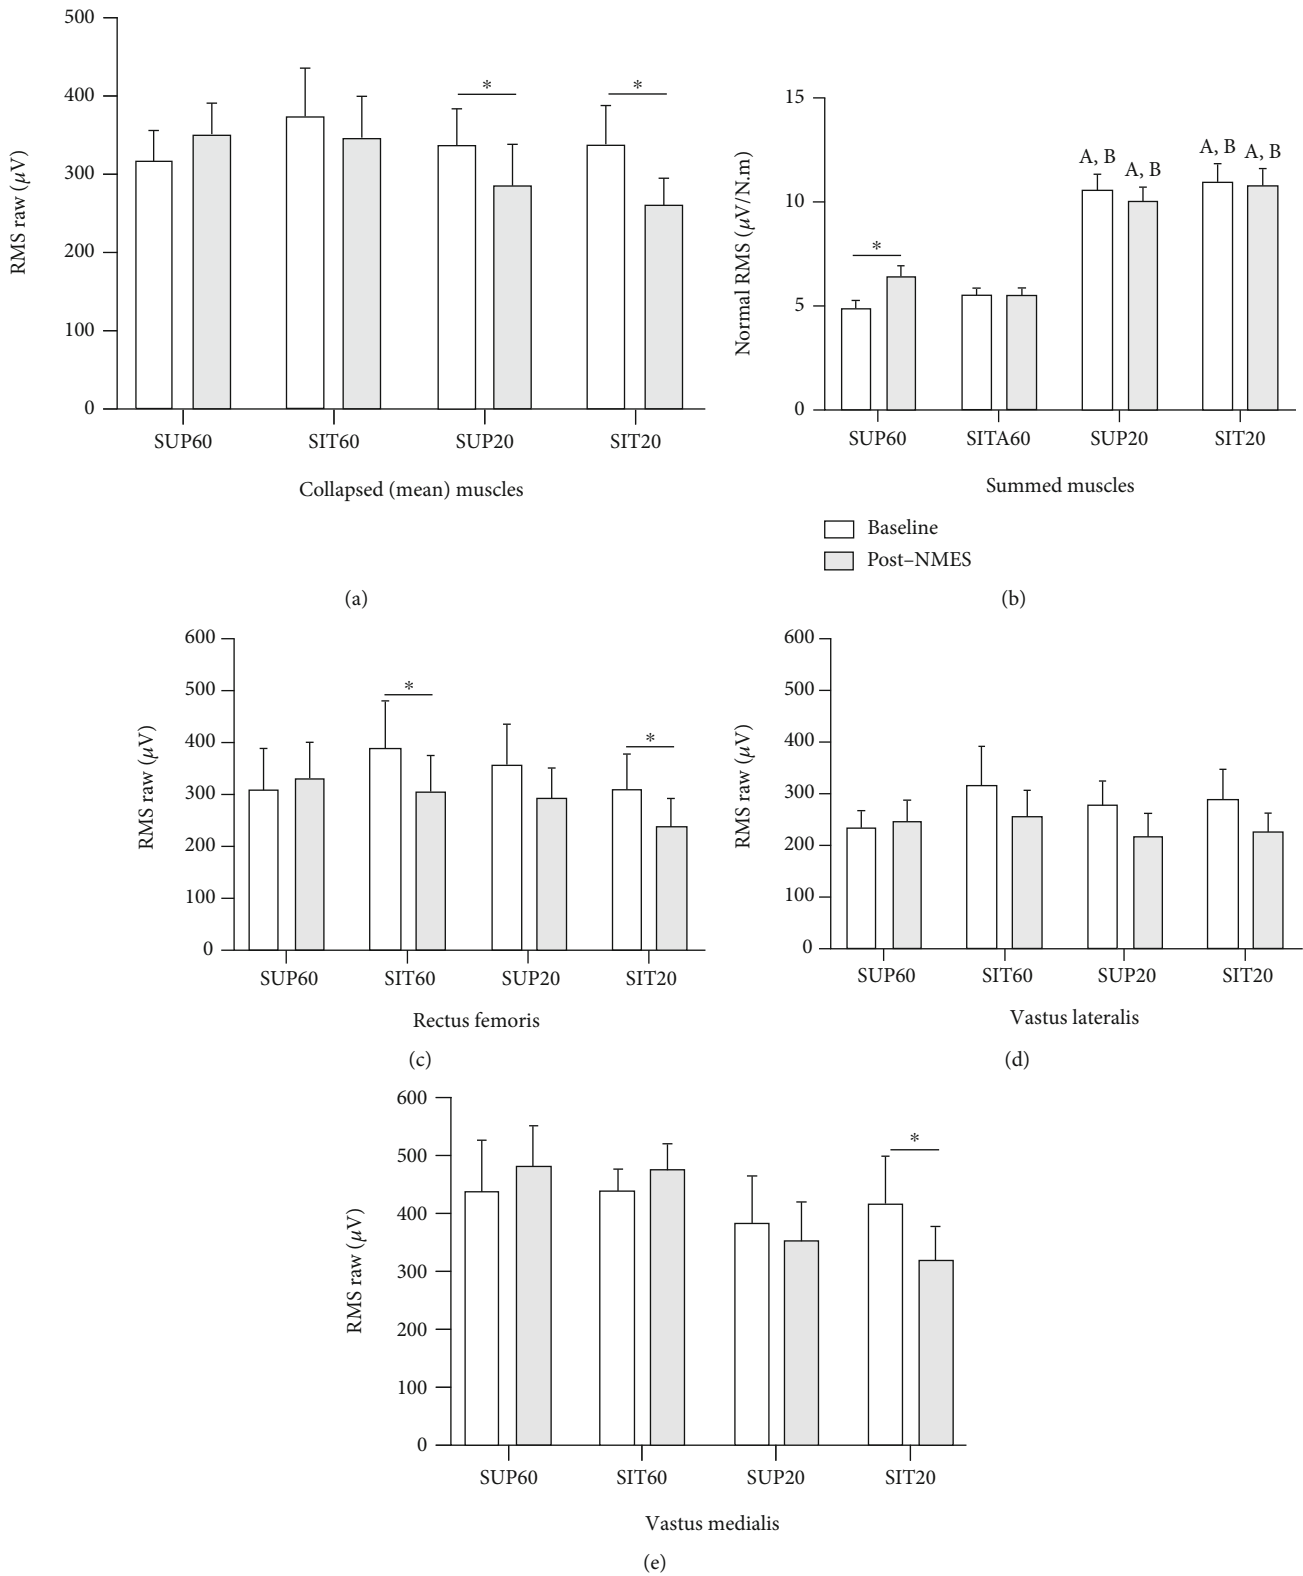 500
400
300
200
100
0
RMS raw (μV)
*
*
SUP60 SIT60 SUP20 SIT20
Collapsed (mean) muscles
(a)
15
10
5
0
Normal RMS (μV/N.m)
*
A, B
A, B
A, B
A, B
SUP60 SITA60 SUP20 SIT20
Summed muscles
Baseline
Post–NMES
(b)
600
500
400
300
200
100
0
RMS raw (μV)
*
*
SUP60 SIT60 SUP20 SIT20
Rectus femoris
(c)
600
500
400
300
200
100
0
RMS raw (μV)
SUP60 SIT60 SUP20 SIT20
Vastus lateralis
(d)
600
500
400
300
200
100
0
RMS raw (μV)
*
SUP60 SIT60 SUP20 SIT20
Vastus medialis
(e)